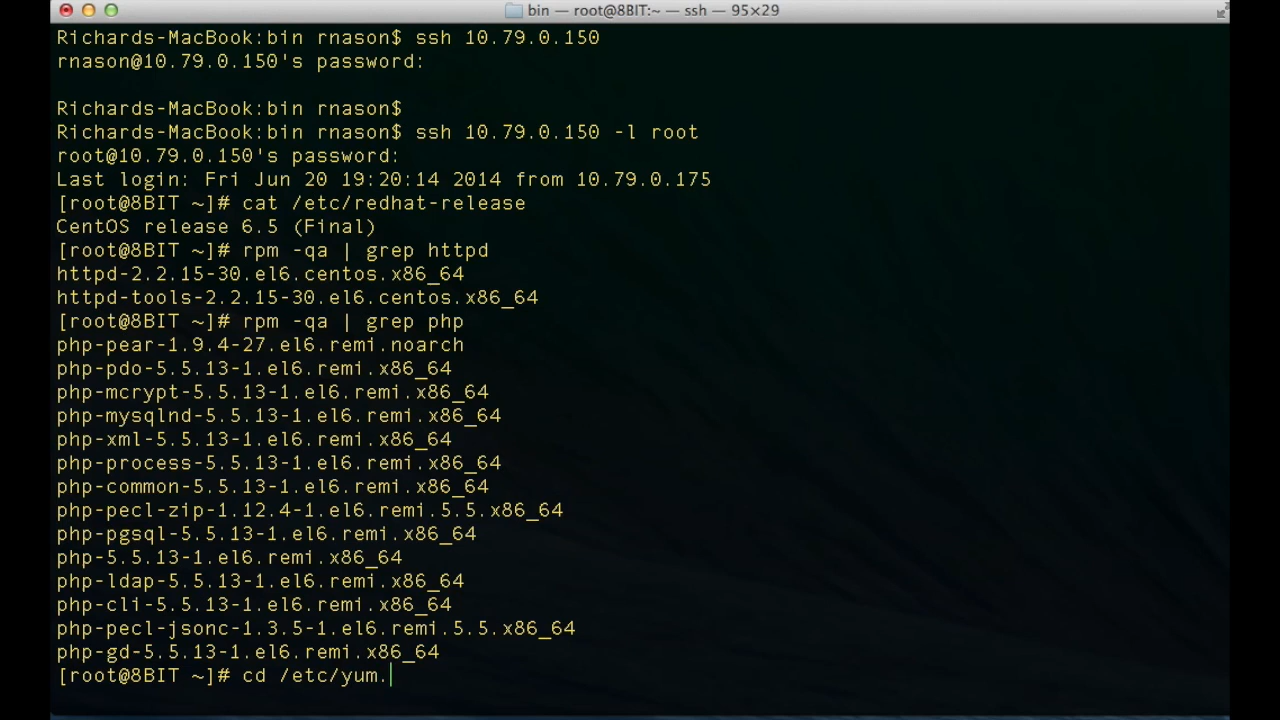 bin — root@8BIT:~ — ssh — 95×29
Richards-MacBook:bin rnason$ ssh 10.79.0.150
rnason@10.79.0.150's password:
Richards-MacBook:bin rnason$
Richards-MacBook:bin rnason$ ssh 10.79.0.150 -l root
root@10.79.0.150's password:
Last login: Fri Jun 20 19:20:14 2014 from 10.79.0.175
[root@8BIT ~]# cat /etc/redhat-release
CentOS release 6.5 (Final)
[root@8BIT ~]# rpm -qa | grep httpd
httpd-2.2.15-30.el6.centos.x86_64
httpd-tools-2.2.15-30.el6.centos.x86_64
[root@8BIT ~]# rpm -qa | grep php
php-pear-1.9.4-27.el6.remi.noarch
php-pdo-5.5.13-1.el6.remi.x86_64
php-mcrypt-5.5.13-1.el6.remi.x86_64
php-mysqlnd-5.5.13-1.el6.remi.x86_64
php-xml-5.5.13-1.el6.remi.x86_64
php-process-5.5.13-1.el6.remi.x86_64
php-common-5.5.13-1.el6.remi.x86_64
php-pecl-zip-1.12.4-1.el6.remi.5.5.x86_64
php-pgsql-5.5.13-1.el6.remi.x86_64
php-5.5.13-1.el6.remi.x86_64
php-ldap-5.5.13-1.el6.remi.x86_64
php-cli-5.5.13-1.el6.remi.x86_64
php-pecl-jsonc-1.3.5-1.el6.remi.5.5.x86_64
php-gd-5.5.13-1.el6.remi.x86_64
[root@8BIT ~]# cd /etc/yum.